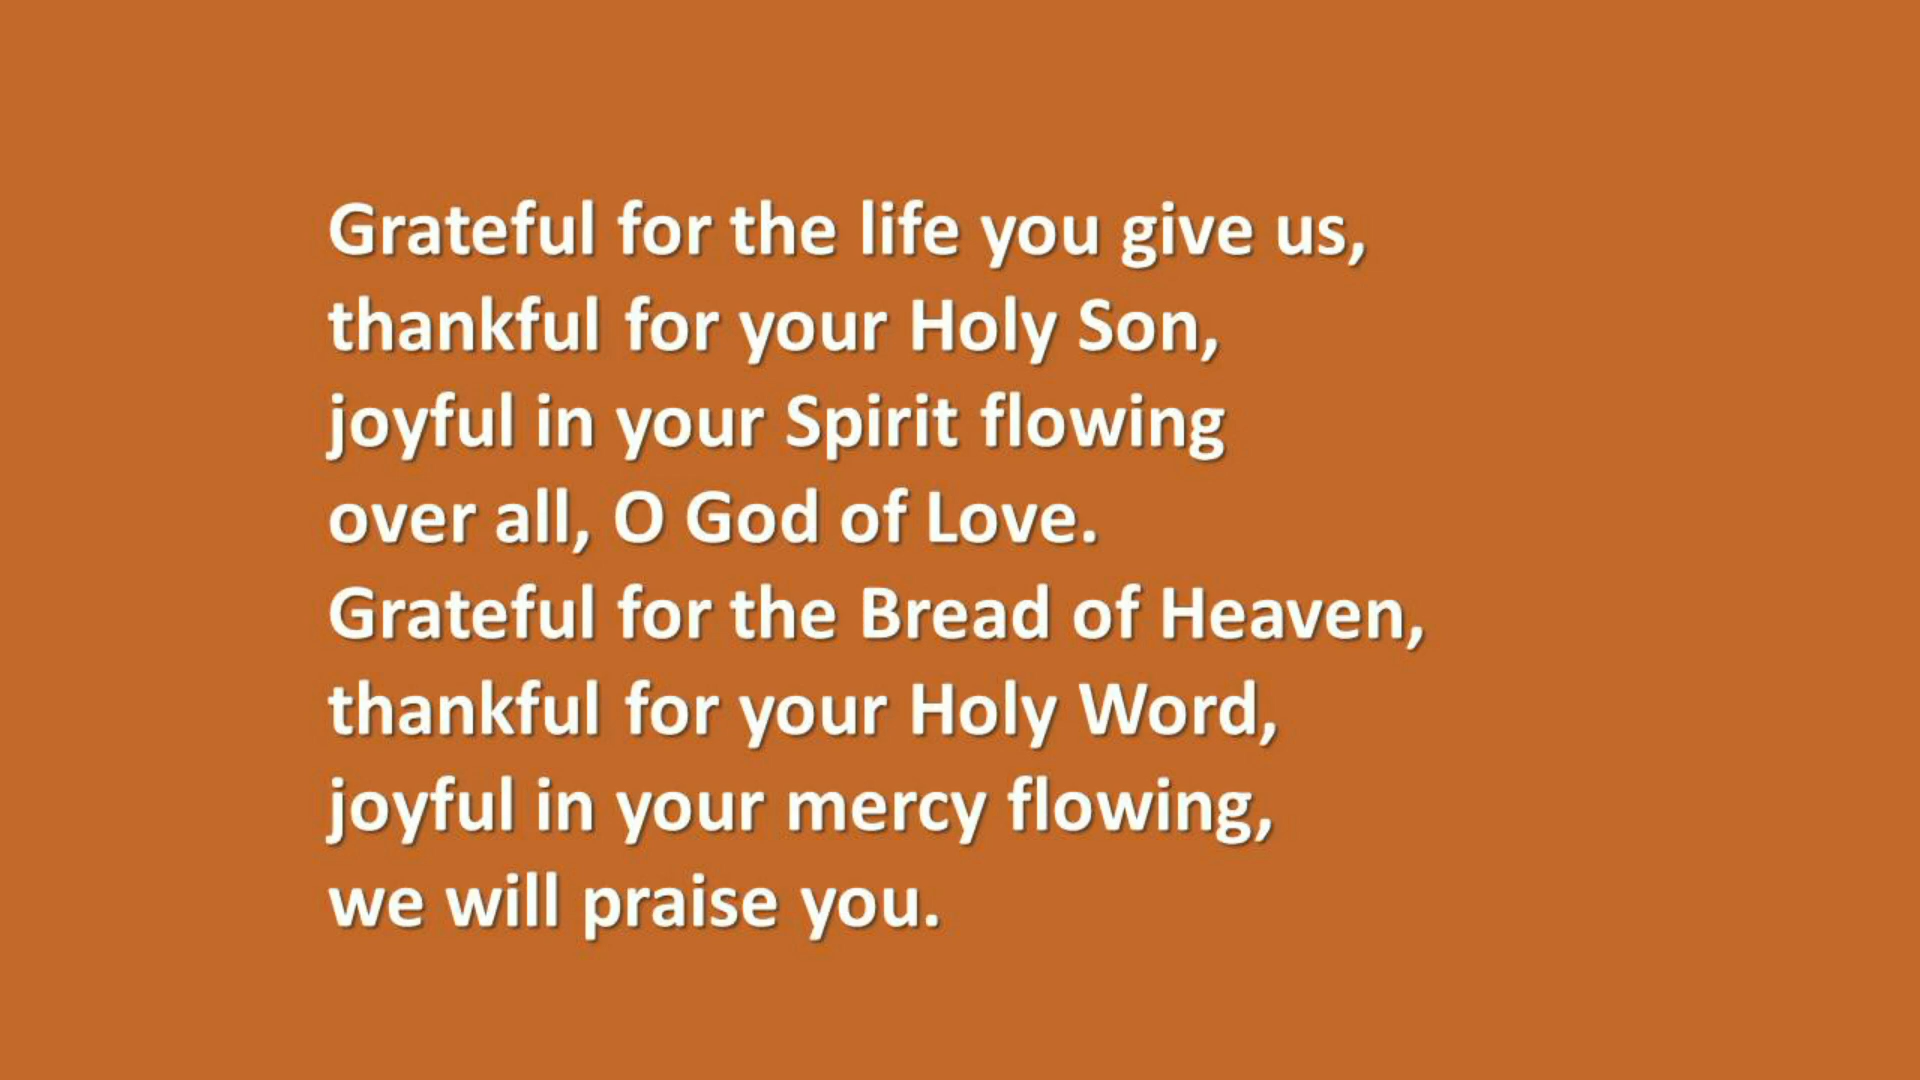 Grateful for the life you give us,
thankful for your Holy Son,
joyful in your Spirit flowing
over all, O God of Love.
Grateful for the Bread of Heaven,
thankful for your Holy Word,
joyful in your mercy flowing,
we will praise you.